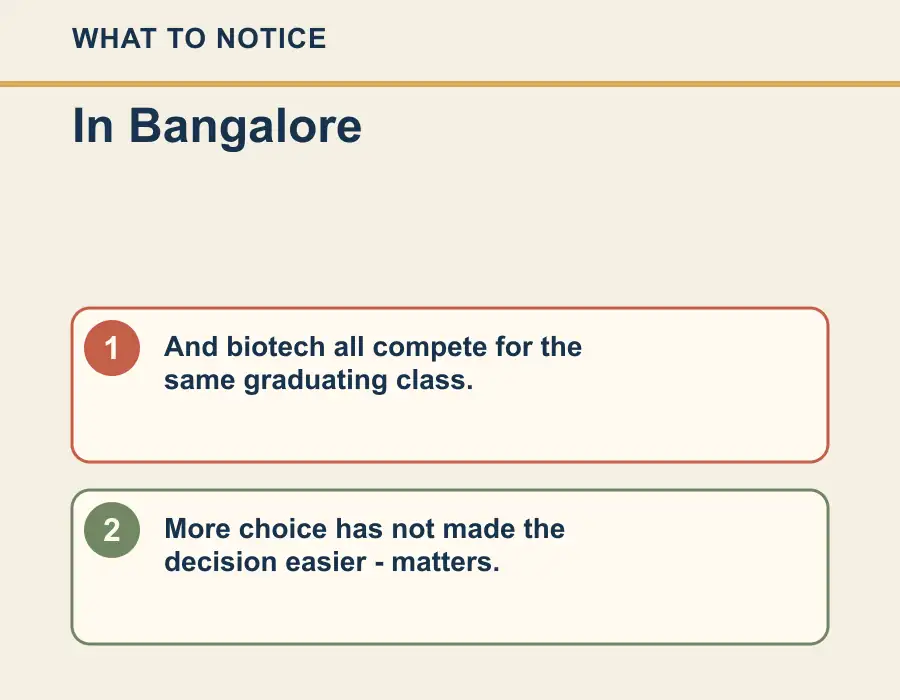 WHAT TO NOTICE
In Bangalore
1
And biotech all compete for the
same graduating class.
2
More choice has not made the
decision easier - matters.